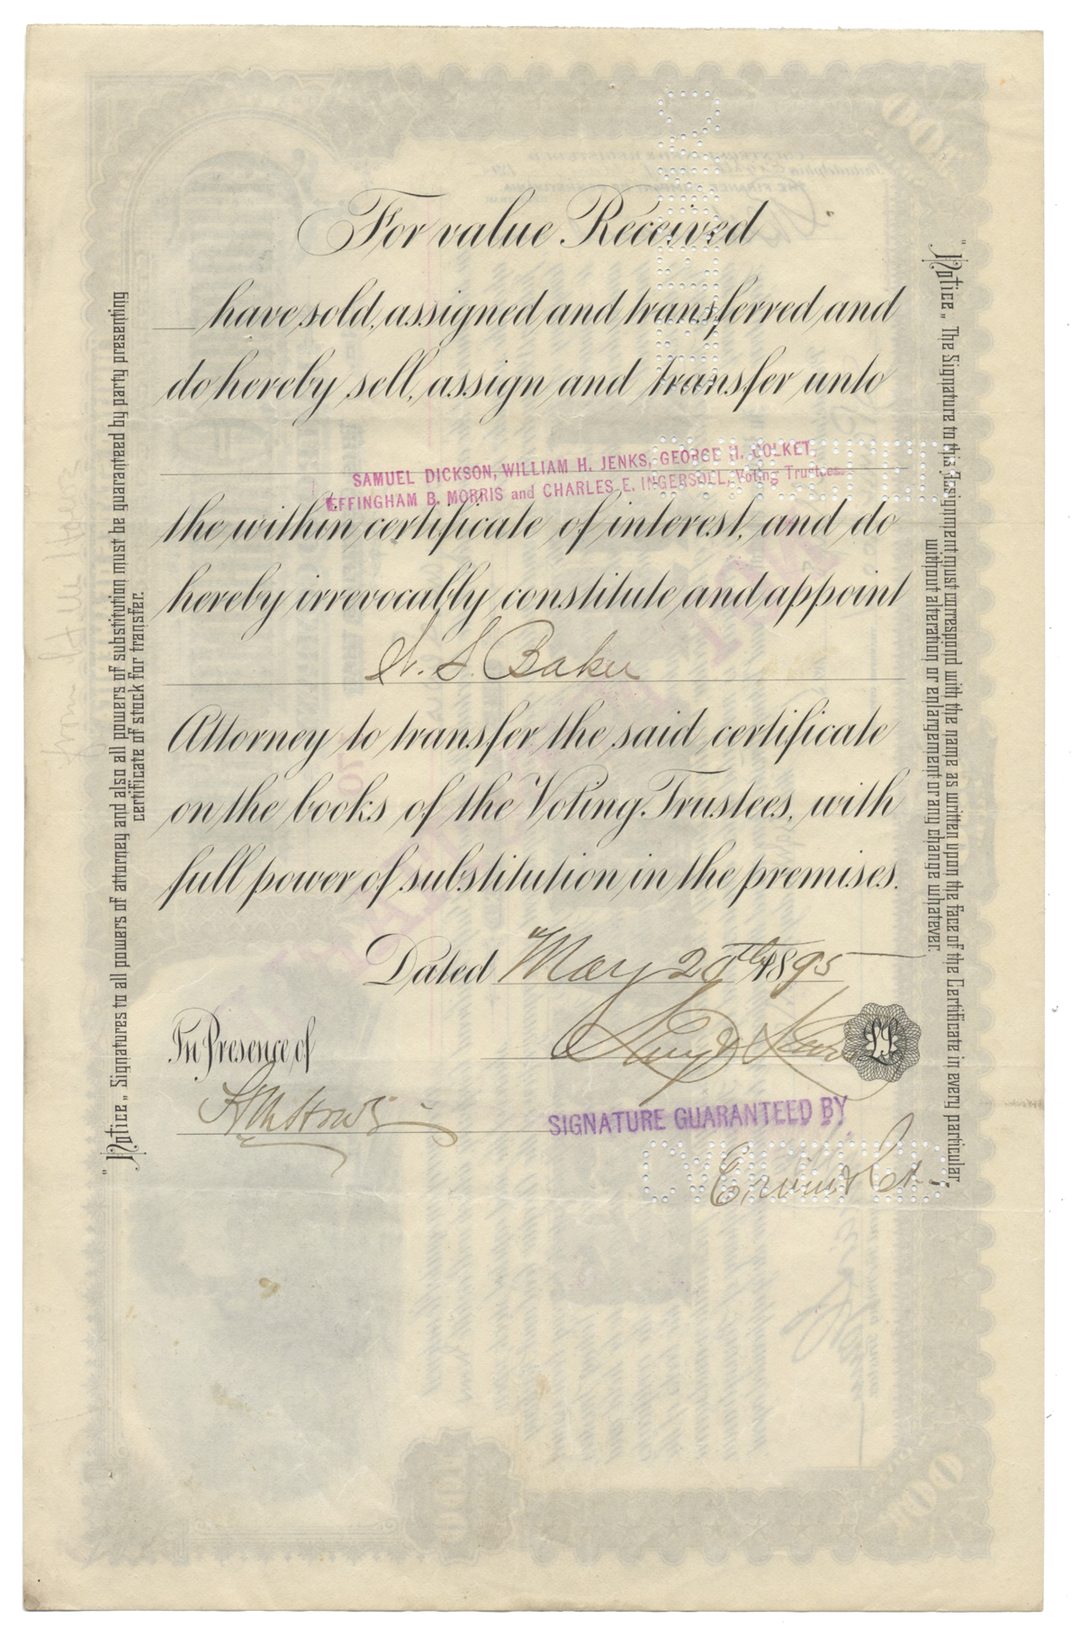 For value Received
have sold, assigned and transferred and
do hereby sell, assign and transfer unto
SAMUEL DICKSON, WILLIAM H. JENKS, GEORGE H. COLKET,
EFFINGHAM B. MORRIS and CHARLES E. INGERSOLL, Voting Trustees
the within certificate of interest, and do
hereby irrevocably constitute and appoint
W. S. Baker
Attorney to transfer the said certificate
on the books of the Voting Trustees, with
full power of substitution in the premises.
Dated May 20th 1895
In Presence of
L.S.
SIGNATURE GUARANTEED BY
CANCELLED
"Notice" Signatures to all powers of attorney and also all powers of substitution must be guaranteed by party presenting
certificate of stock for transfer.
"Notice" The Signature to this Assignment must correspond with the name as written upon the face of the Certificate in every particular
without alteration or enlargement or any change whatever.